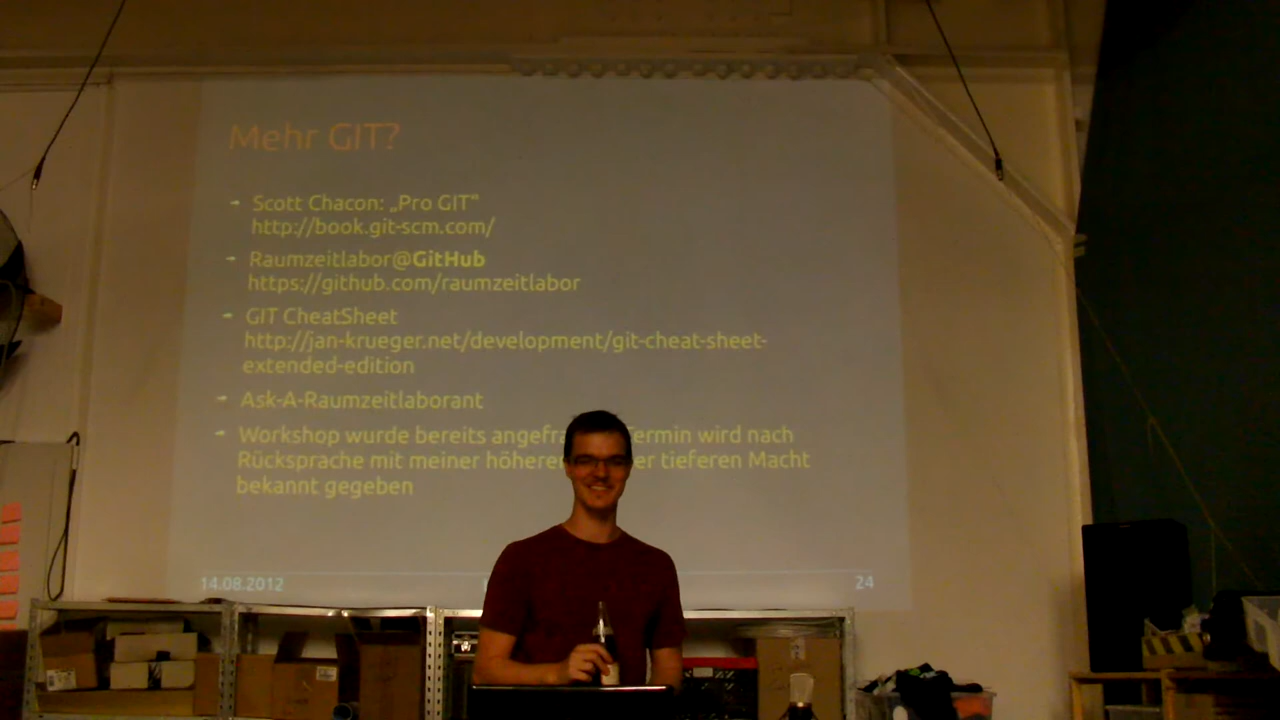 Mehr GIT?
Scott Chacon: „Pro GIT“
http://book.git-scm.com/
Raumzeitlabor@GitHub
https://github.com/raumzeitlabor
GIT CheatSheet
http://jan-krueger.net/development/git-cheat-sheet-
extended-edition
Ask-A-Raumzeitlaborant
Workshop wurde bereits angefra Termin wird nach
Rücksprache mit meiner höheren er tieferen Macht
bekannt gegeben
14.08.2012 24